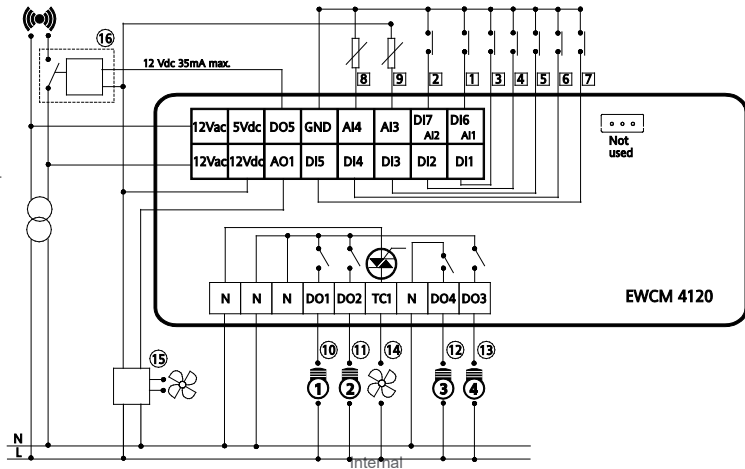 16
12 Vdc 35mA max.
8 9 2 1 3 4 5 6 7
12Vac 5Vdc DO5 GND AI4 AI3 DI7 AI2 DI6 AI1
12Vac 12Vdc AO1 DI5 DI4 DI3 DI2 DI1
Not
used
N N N DO1 DO2 TC1 N DO4 DO3
EWCM 4120
10 11 14 12 13
15
1 2 3 4
N
L
Internal